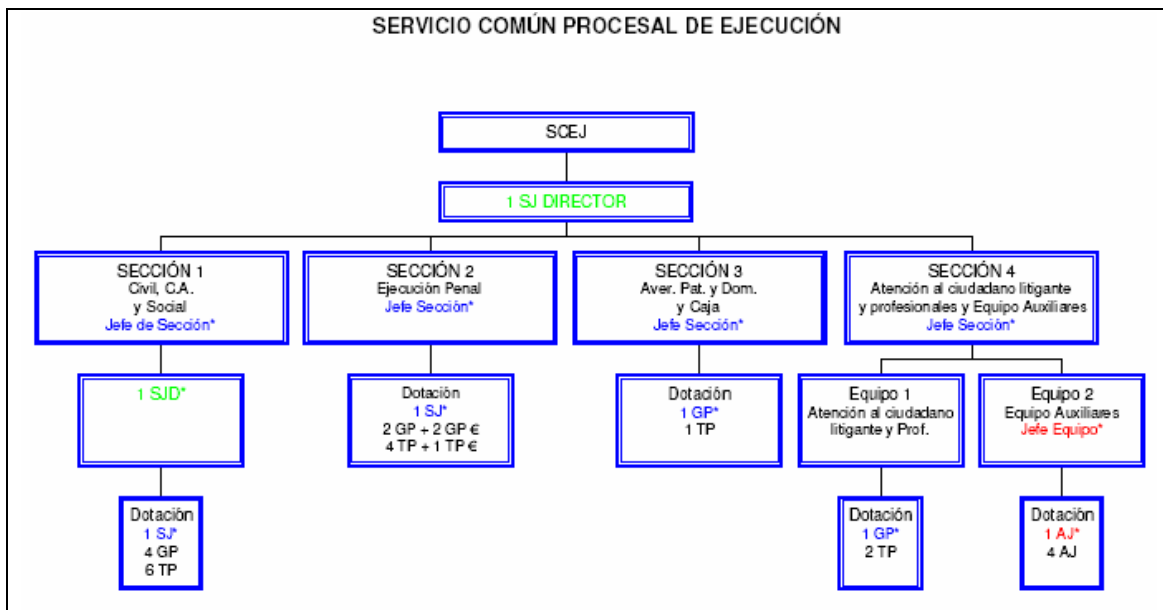 SERVICIO COMÚN PROCESAL DE EJECUCIÓN
SCEJ
1 SJ DIRECTOR
SECCIÓN 1
Civil, C.A.
y Social
Jefe de Sección*
SECCIÓN 2
Ejecución Penal
Jefe Sección*
SECCIÓN 3
Aver. Pat. y Dom.
y Caja
Jefe Sección*
SECCIÓN 4
Atención al ciudadano litigante
y profesionales y Equipo Auxiliares
Jefe Sección*
1 SJD*
Dotación
1 SJ*
2 GP + 2 GP €
4 TP + 1 TP €
Dotación
1 GP*
1 TP
Equipo 1
Atención al ciudadano
litigante y Prof.
Equipo 2
Equipo Auxiliares
Jefe Equipo*
Dotación
1 SJ*
4 GP
6 TP
Dotación
1 GP*
2 TP
Dotación
1 AJ*
4 AJ